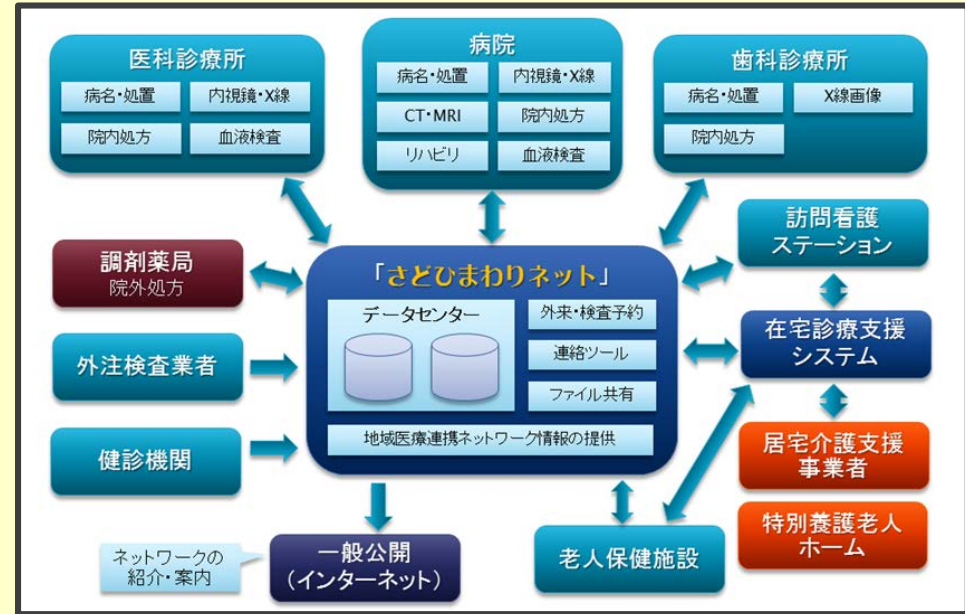 医科診療所
病名・処置
内視鏡・X線
院内処方
血液検査
病院
病名・処置
内視鏡・X線
CT・MRI
院内処方
リハビリ
血液検査
歯科診療所
病名・処置
X線画像
院内処方
調剤薬局
院外処方
外注検査業者
健診機関
「さどひまわりネット」
データセンター
外来・検査予約
連絡ツール
ファイル共有
地域医療連携ネットワーク情報の提供
訪問看護
ステーション
在宅診療支援
システム
居宅介護支援
事業者
特別養護老人
ホーム
ネットワークの
紹介・案内
一般公開
（インターネット）
老人保健施設